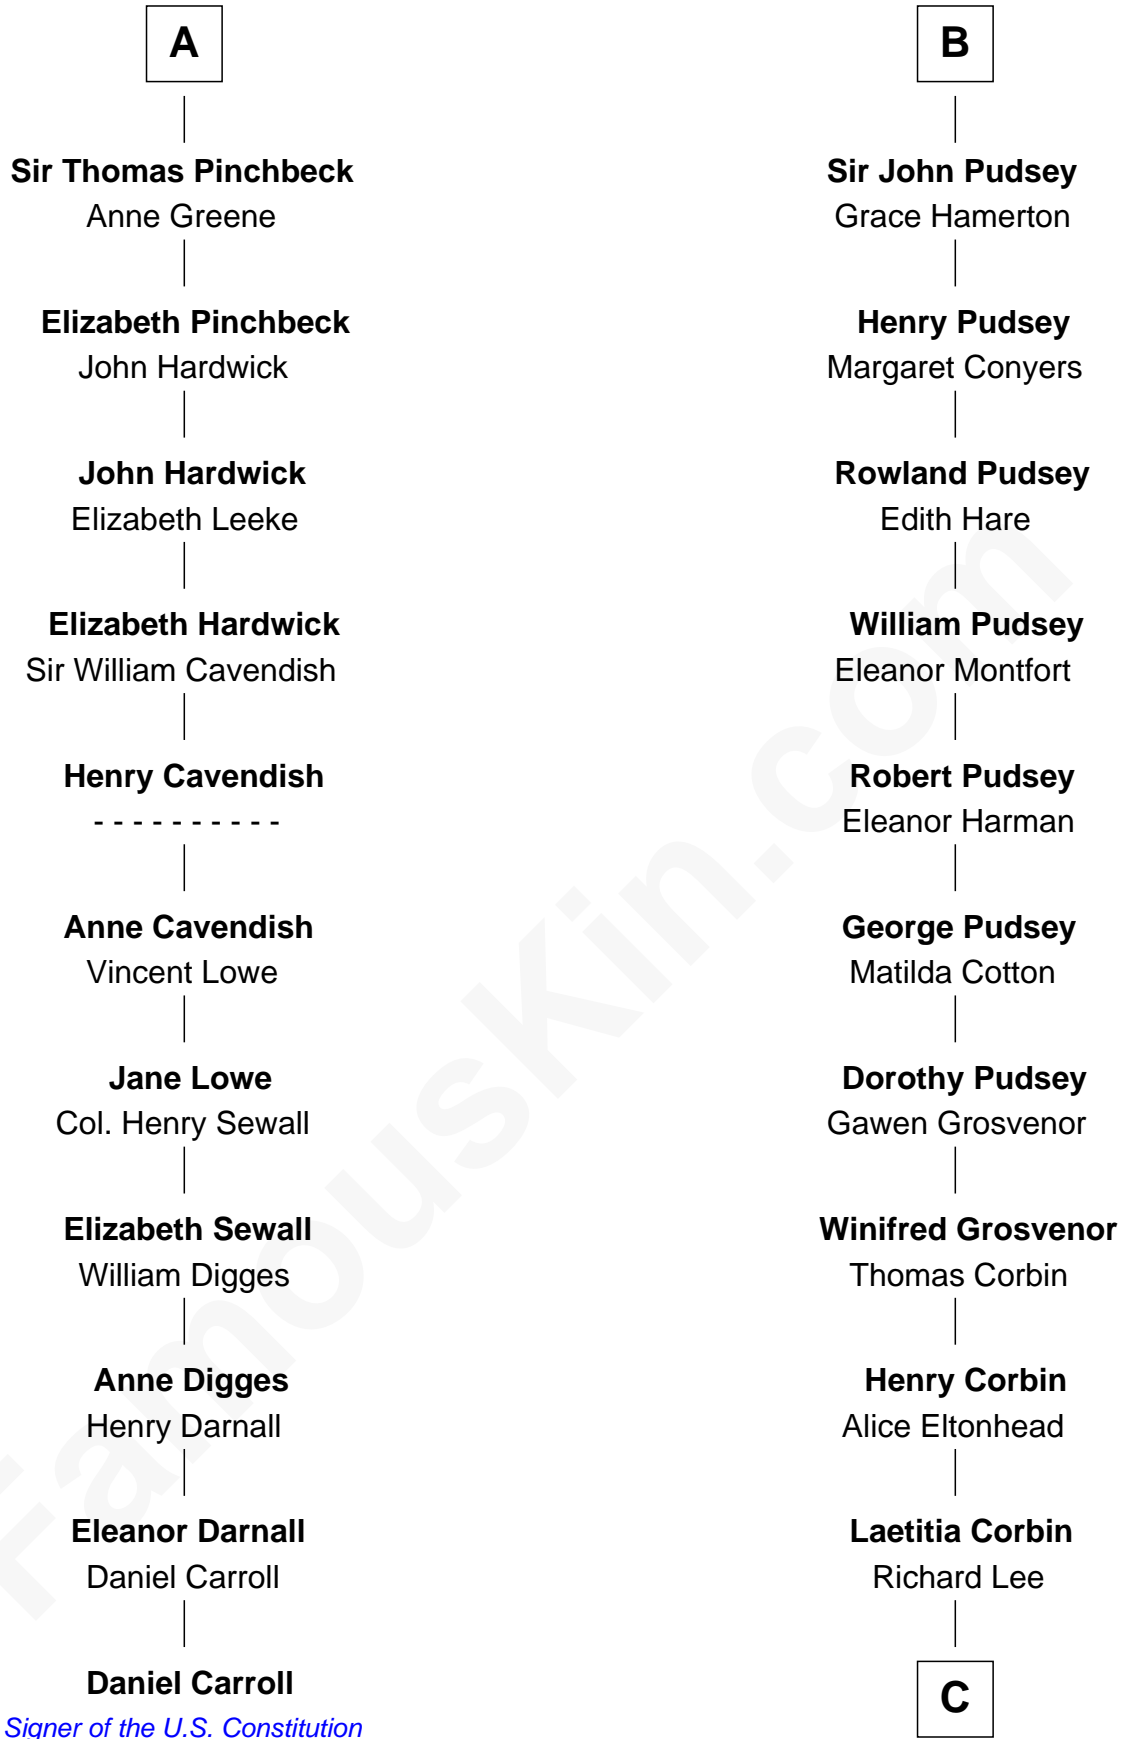 A
Sir Thomas Pinchbeck
Anne Greene
Elizabeth Pinchbeck
John Hardwick
John Hardwick
Elizabeth Leeke
Elizabeth Hardwick
Sir William Cavendish
Henry Cavendish
- - - - - - - - - -
Anne Cavendish
Vincent Lowe
Jane Lowe
Col. Henry Sewall
Elizabeth Sewall
William Digges
Anne Digges
Henry Darnall
Eleanor Darnall
Daniel Carroll
Daniel Carroll
Signer of the U.S. Constitution
B
Sir John Pudsey
Grace Hamerton
Henry Pudsey
Margaret Conyers
Rowland Pudsey
Edith Hare
William Pudsey
Eleanor Montfort
Robert Pudsey
Eleanor Harman
George Pudsey
Matilda Cotton
Dorothy Pudsey
Gawen Grosvenor
Winifred Grosvenor
Thomas Corbin
Henry Corbin
Alice Eltonhead
Laetitia Corbin
Richard Lee
C
FamousKin.com